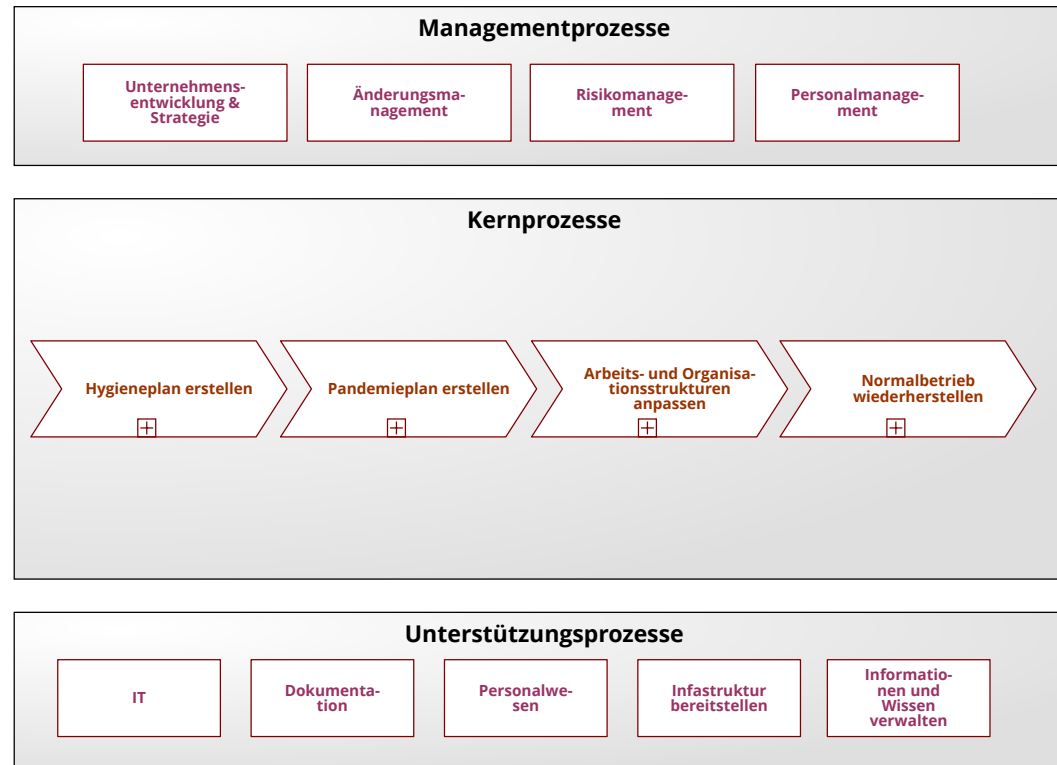 Managementprozesse
Unternehmens-
entwicklung &
Strategie
Änderungsma-
nagement
Risikomanage-
ment
Personalmanage-
ment
Kernprozesse
Hygieneplan erstellen
Pandemieplan erstellen
Arbeits- und Organisa-
tionsstrukturen
anpassen
Normalbetrieb
wiederherstellen
Unterstützungsprozesse
IT
Dokumenta-
tion
Personalwe-
sen
Infastruktur
bereitstellen
Informatio-
nen und
Wissen
verwalten